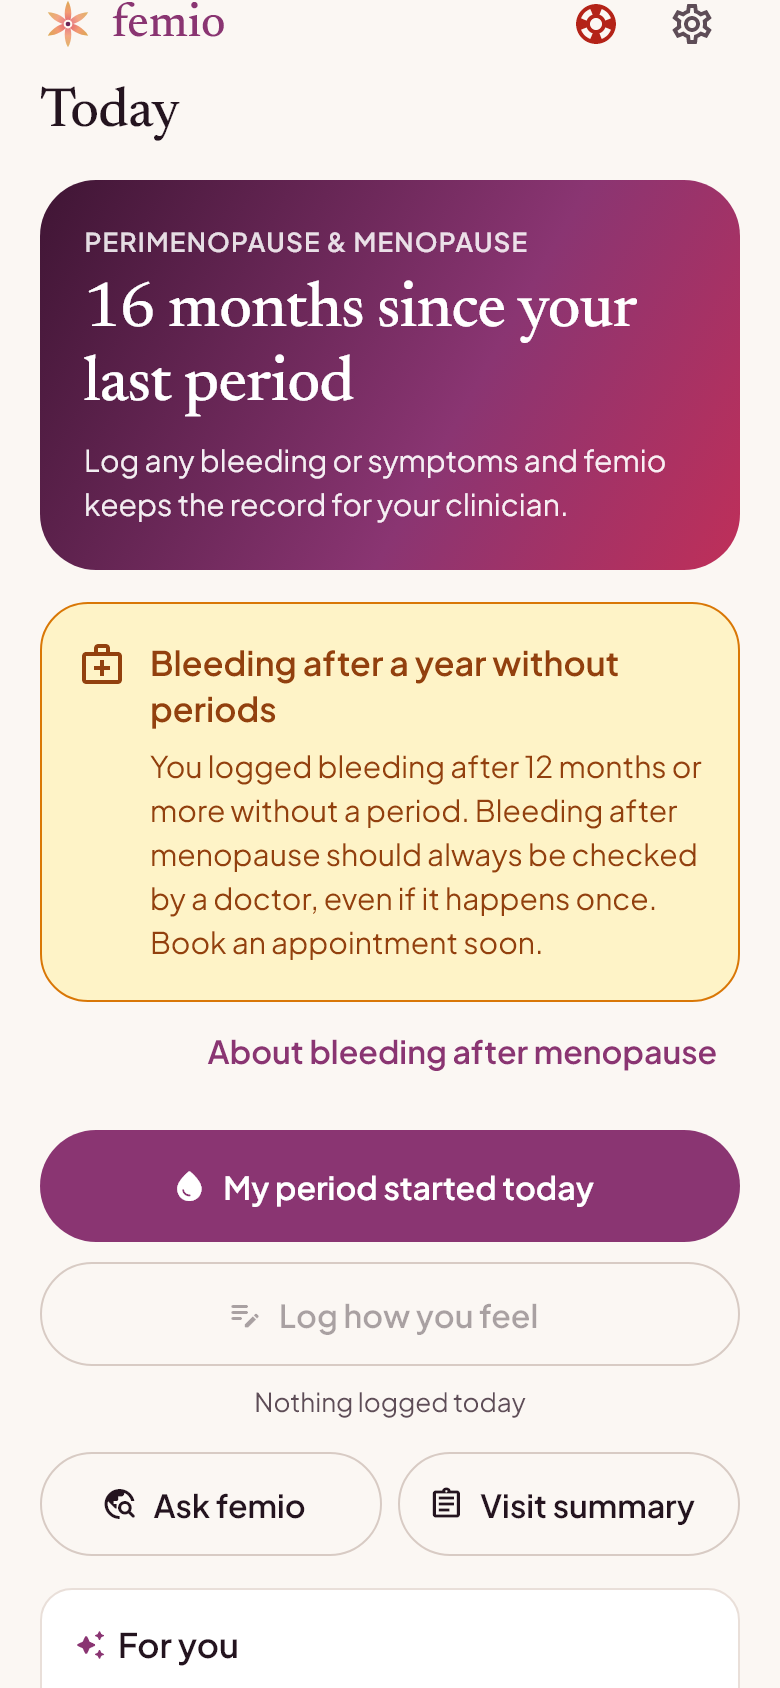 femio
Today
PERIMENOPAUSE & MENOPAUSE
16 months since your
last period
Log any bleeding or symptoms and femio
keeps the record for your clinician.
Bleeding after a year without
periods
You logged bleeding after 12 months or
more without a period. Bleeding after
menopause should always be checked
by a doctor, even if it happens once.
Book an appointment soon.
About bleeding after menopause
My period started today
Log how you feel
Nothing logged today
Ask femio
Visit summary
For you